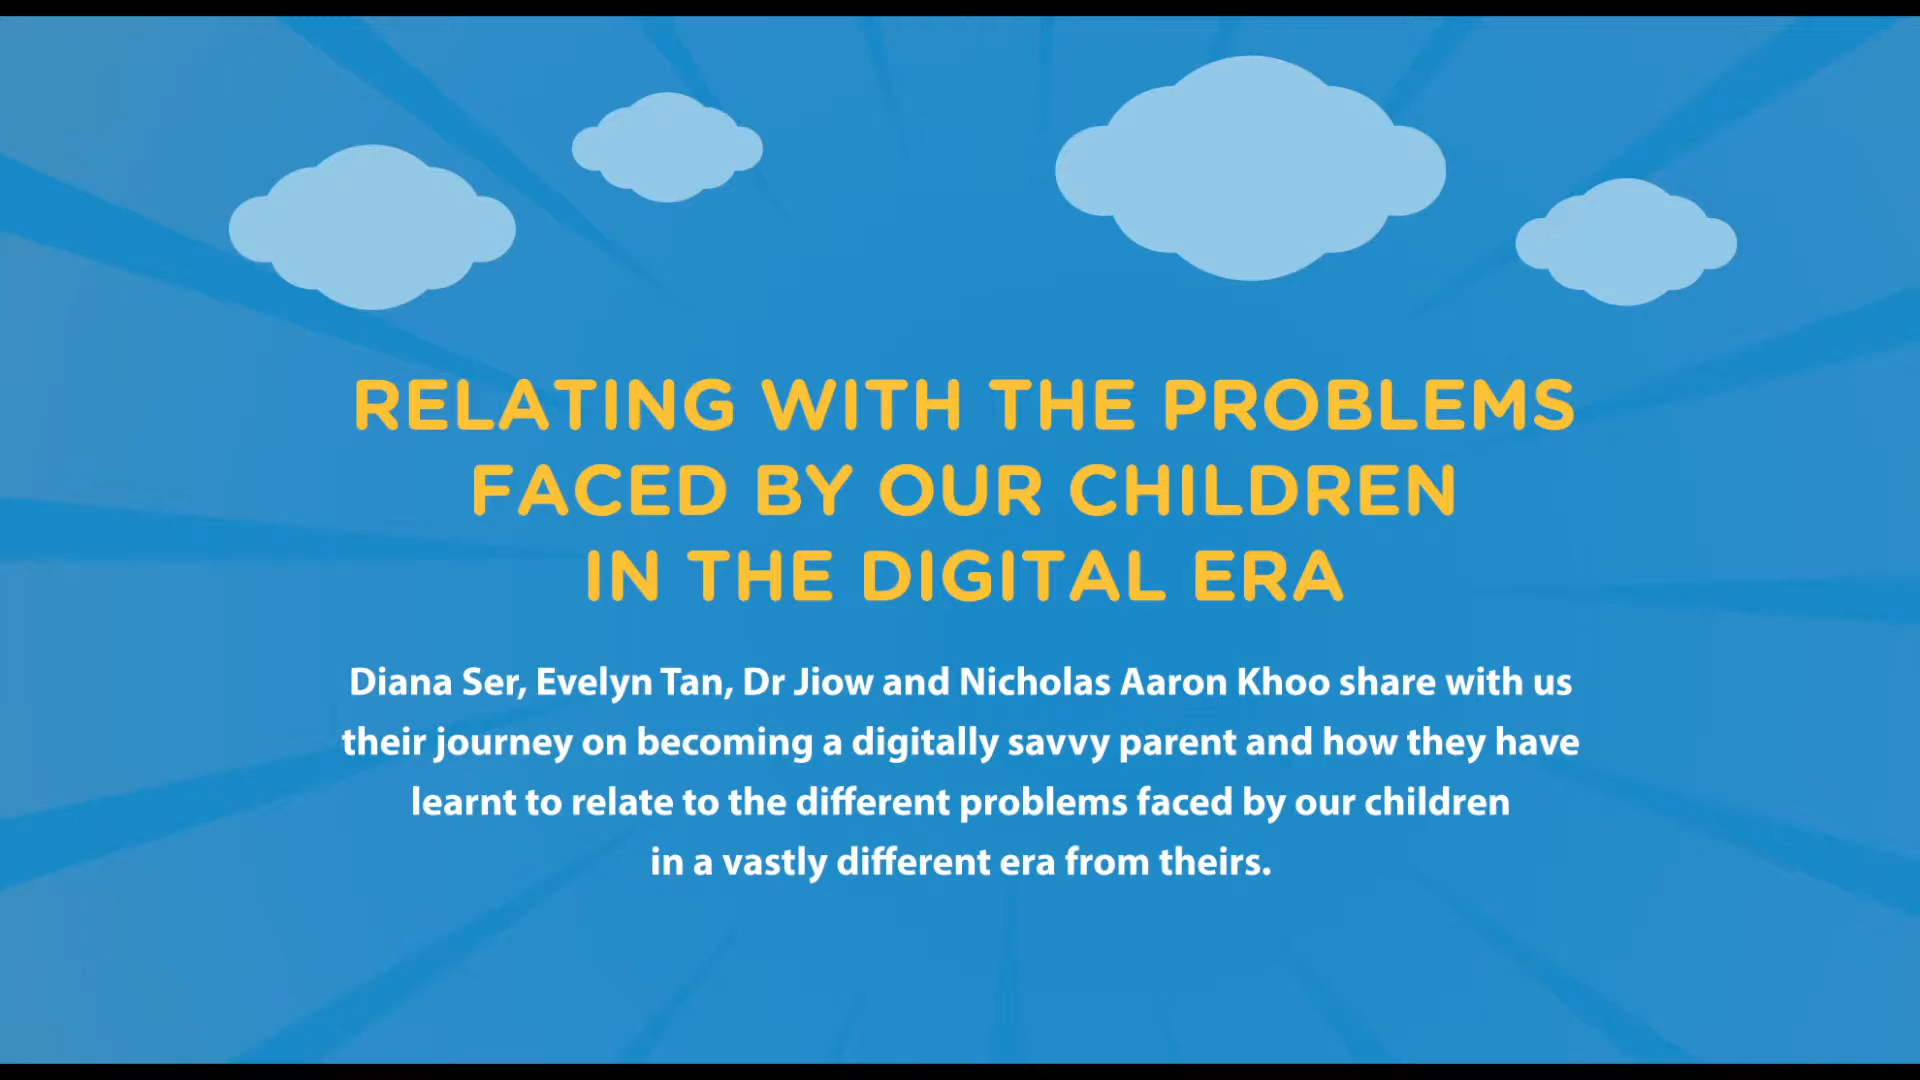 RELATING WITH THE PROBLEMS
FACED BY OUR CHILDREN
IN THE DIGITAL ERA
Diana Ser, Evelyn Tan, Dr Jiow and Nicholas Aaron Khoo share with us
their journey on becoming a digitally savvy parent and how they have
learnt to relate to the different problems faced by our children
in a vastly different era from theirs.